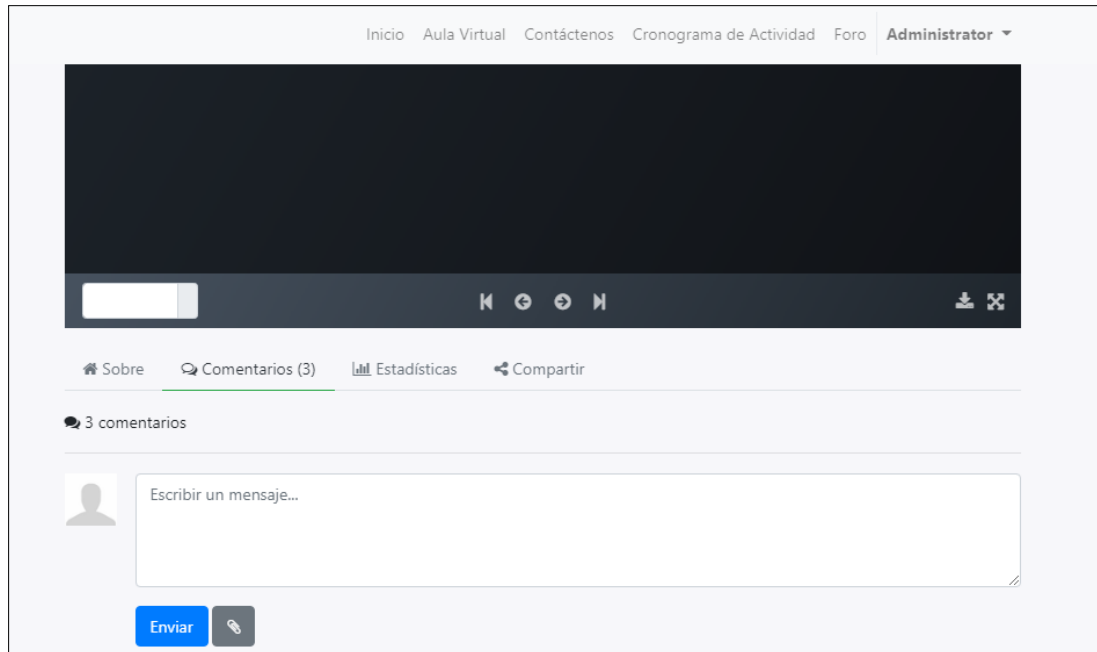 Inicio Aula Virtual Contáctenos Cronograma de Actividad Foro Administrator
Sobre Comentarios (3) Estadísticas Compartir
3 comentarios
Escribir un mensaje...
Enviar